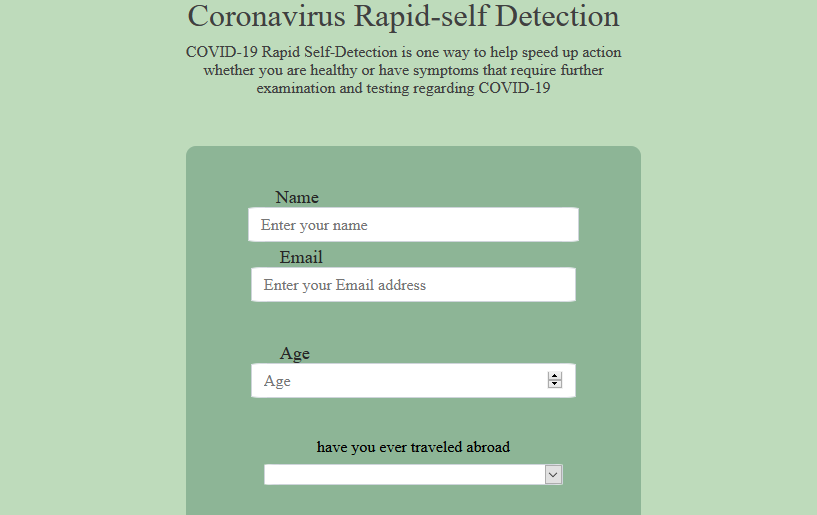 Coronavirus Rapid-self Detection
COVID-19 Rapid Self-Detection is one way to help speed up action
whether you are healthy or have symptoms that require further
examination and testing regarding COVID-19
Name
Enter your name
Email
Enter your Email address
Age
Age
have you ever traveled abroad